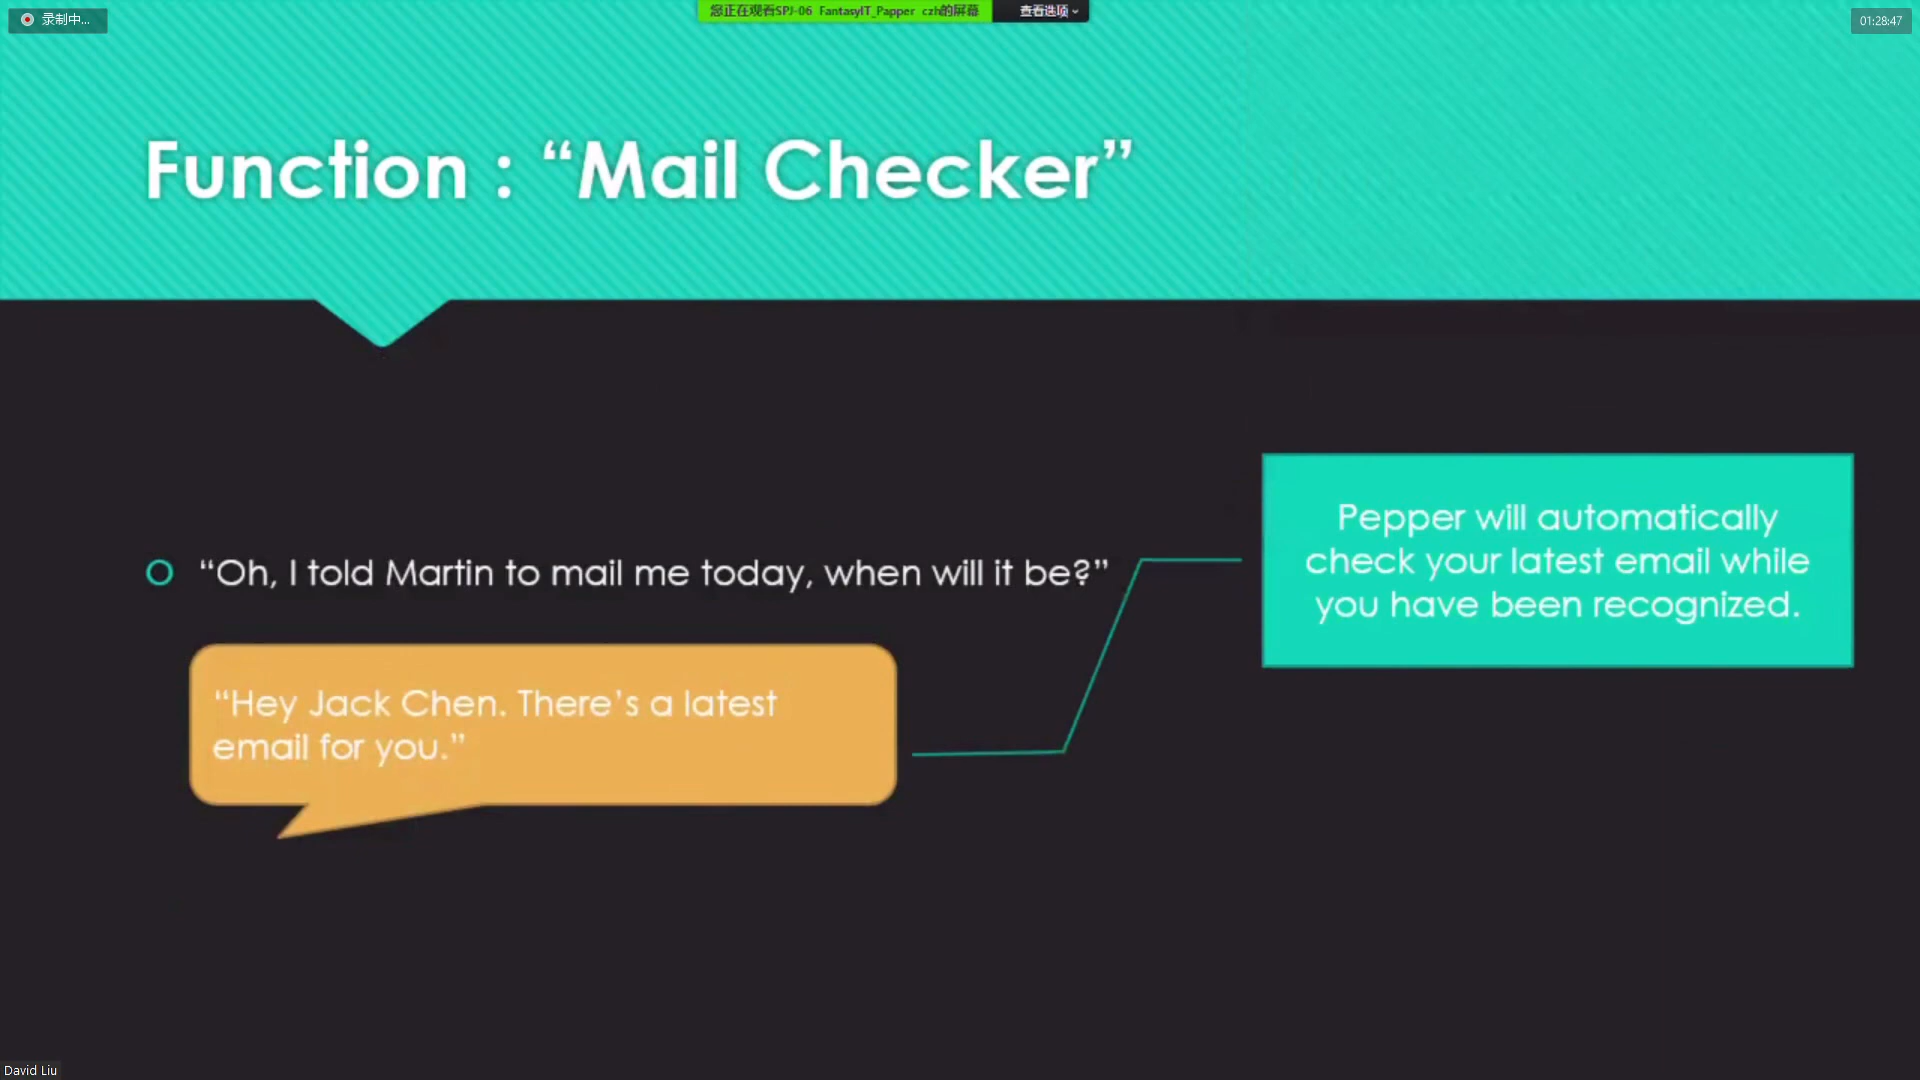 录制中...
您正在观看SPJ-06 FantasyIT_Papper czh的屏幕
查看选项
01:28:47
Function : “Mail Checker”
“Oh, I told Martin to mail me today, when will it be?”
“Hey Jack Chen. There’s a latest
email for you.”
Pepper will automatically
check your latest email while
you have been recognized.
David Liu